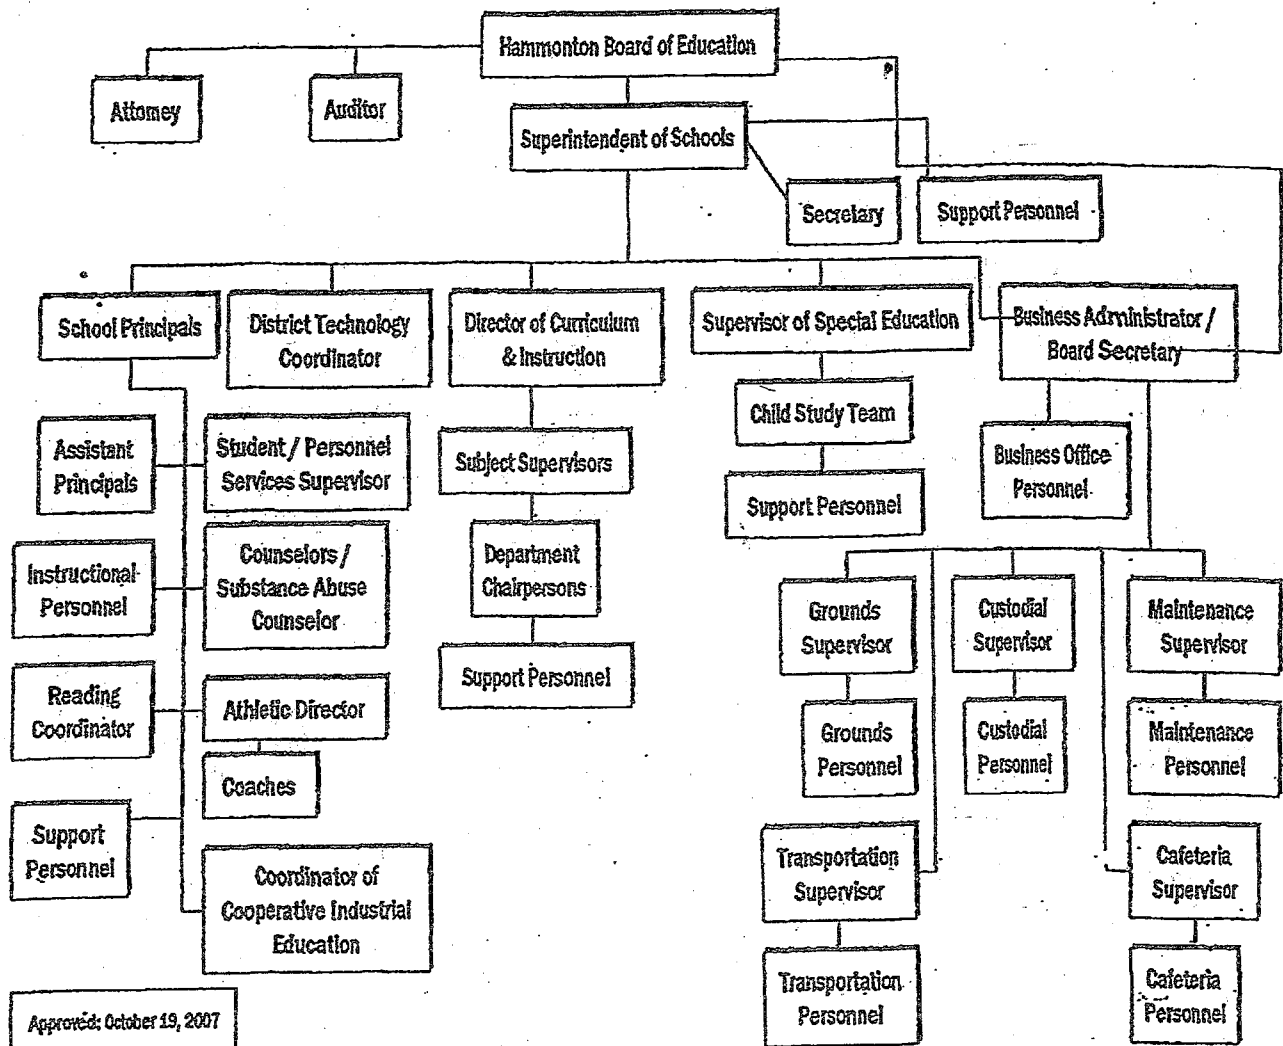 Hammonton Board of Education
Attorney
Auditor
Superintendent of Schools
Secretary
Support Personnel
School Principals
District Technology
Coordinator
Director of Curriculum
& Instruction
Supervisor of Special Education
Business Administrator /
Board Secretary
Assistant
Principals
Student / Personnel
Services Supervisor
Subject Supervisors
Child Study Team
Business Office
Personnel
Support Personnel
Instructional
Personnel
Counselors /
Substance Abuse
Counselor
Department
Chairpersons
Grounds
Supervisor
Custodial
Supervisor
Maintenance
Supervisor
Support Personnel
Reading
Coordinator
Athletic Director
Coaches
Grounds
Personnel
Custodial
Personnel
Maintenance
Personnel
Support
Personnel
Coordinator of
Cooperative Industrial
Education
Transportation
Supervisor
Cafeteria
Supervisor
Transportation
Personnel
Cafeteria
Personnel
Approved: October 19, 2007